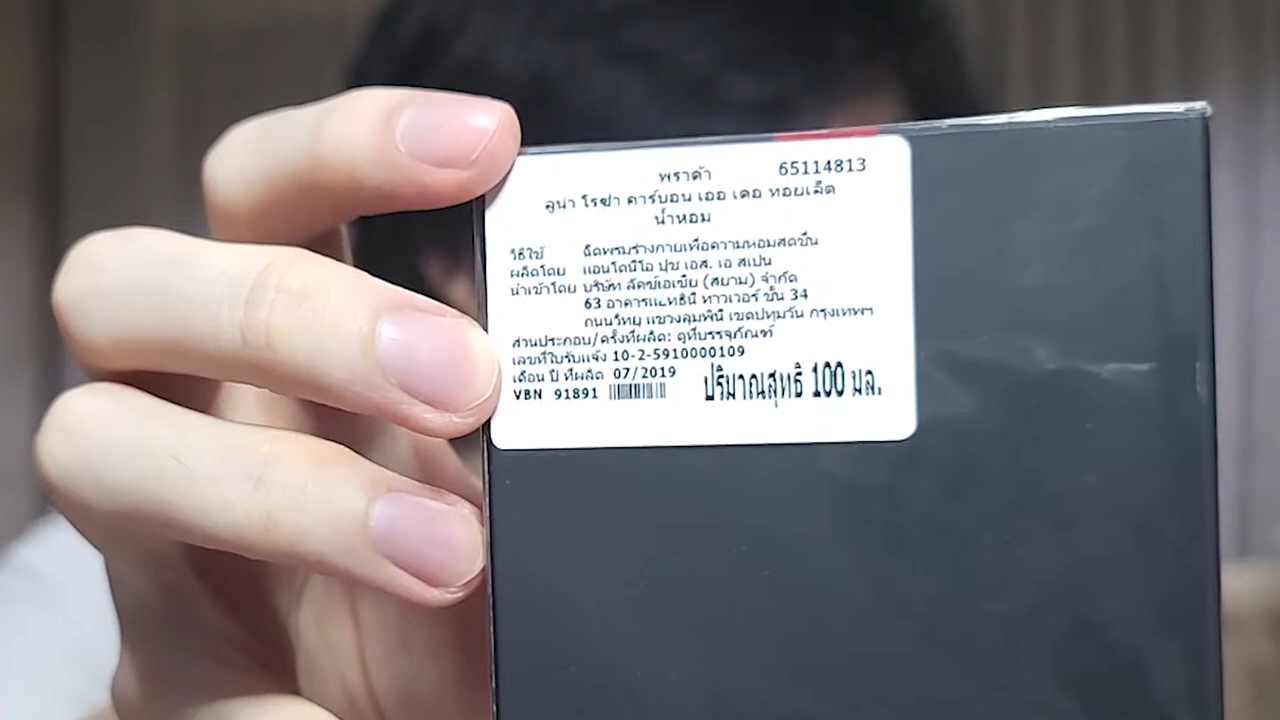 พราด้า 65114813
ลูน่า โรซ่า คาร์บอน เออ เดอ ทอยเล็ต
น้ำหอม
วิธีใช้ ฉีดพรมร่างกายเพื่อความหอมสดชื่น
ผลิตโดย แอนโตนีโอ ปุช เอส. เอ สเปน
นำเข้าโดย บริษัท ลัคซ์เอเชีย (สยาม) จำกัด
63 อาคารแอทธินี ทาวเวอร์ ชั้น 34
ถนนวิทยุ แขวงลุมพินี เขตปทุมวัน กรุงเทพฯ
ส่วนประกอบ/ครั้งที่ผลิต: ดูที่บรรจุภัณฑ์
เลขที่ใบรับแจ้ง 10-2-5910000109
เดือน ปี ที่ผลิต 07/2019
VBN 91891
ปริมาณสุทธิ 100 มล.